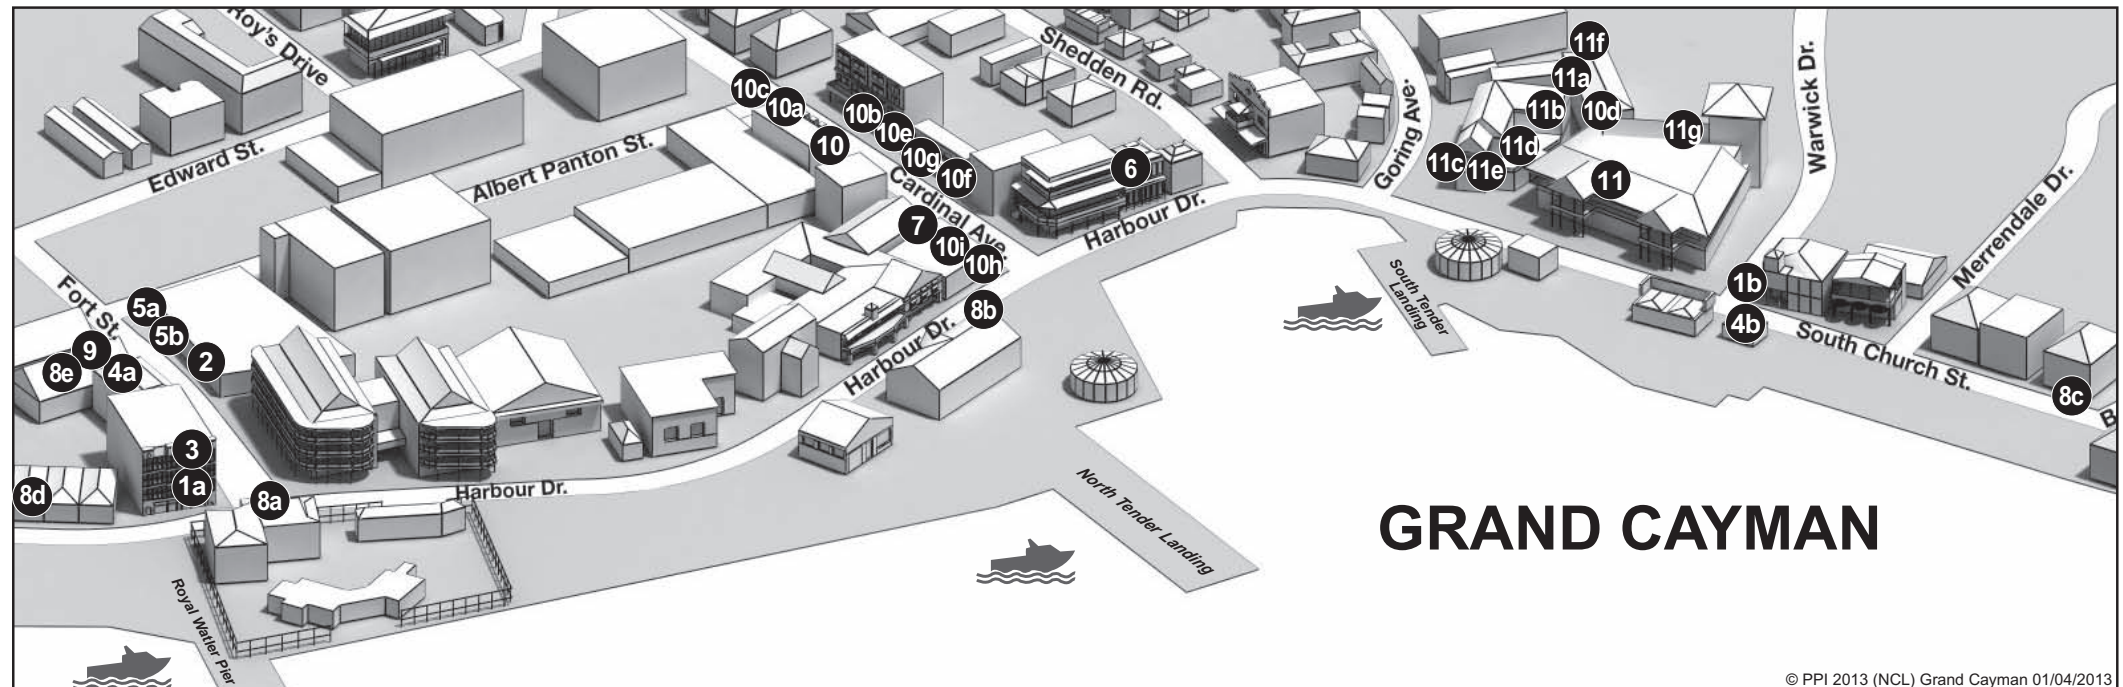 Roy's Drive
Shedden Rd.
Goring Ave.
Warwick Dr.
Merrendale Dr.
Edward St.
Albert Panton St.
Cardinal Ave.
Harbour Dr.
Fort St.
Harbour Dr.
Harbour Dr.
South Church St.
South Tender
Landing
North Tender Landing
Royal Watler Pier
10c
10a
10b
10e
10
10g
10f
6
7
10i
10h
8b
11f
11a
11b
10d
11g
11d
11c
11e
11
1b
4b
8c
5a
5b
2
9
8e
4a
3
1a
8d
8a
GRAND CAYMAN
© PPI 2013 (NCL) Grand Cayman 01/04/2013